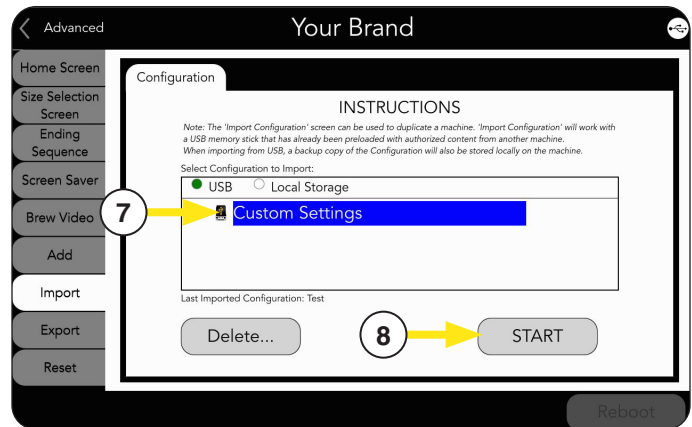 Advanced
Your Brand
Home Screen
Size Selection
Screen
Ending
Sequence
Screen Saver
Brew Video
Add
Import
Export
Reset
Configuration
INSTRUCTIONS
Note: The 'Import Configuration' screen can be used to duplicate a machine. 'Import Configuration' will work with
a USB memory stick that has already been preloaded with authorized content from another machine.
When importing from USB, a backup copy of the Configuration will also be stored locally on the machine.
Select Configuration to Import:
USB Local Storage
7
Custom Settings
Last Imported Configuration: Test
Delete...
8
START
Reboot